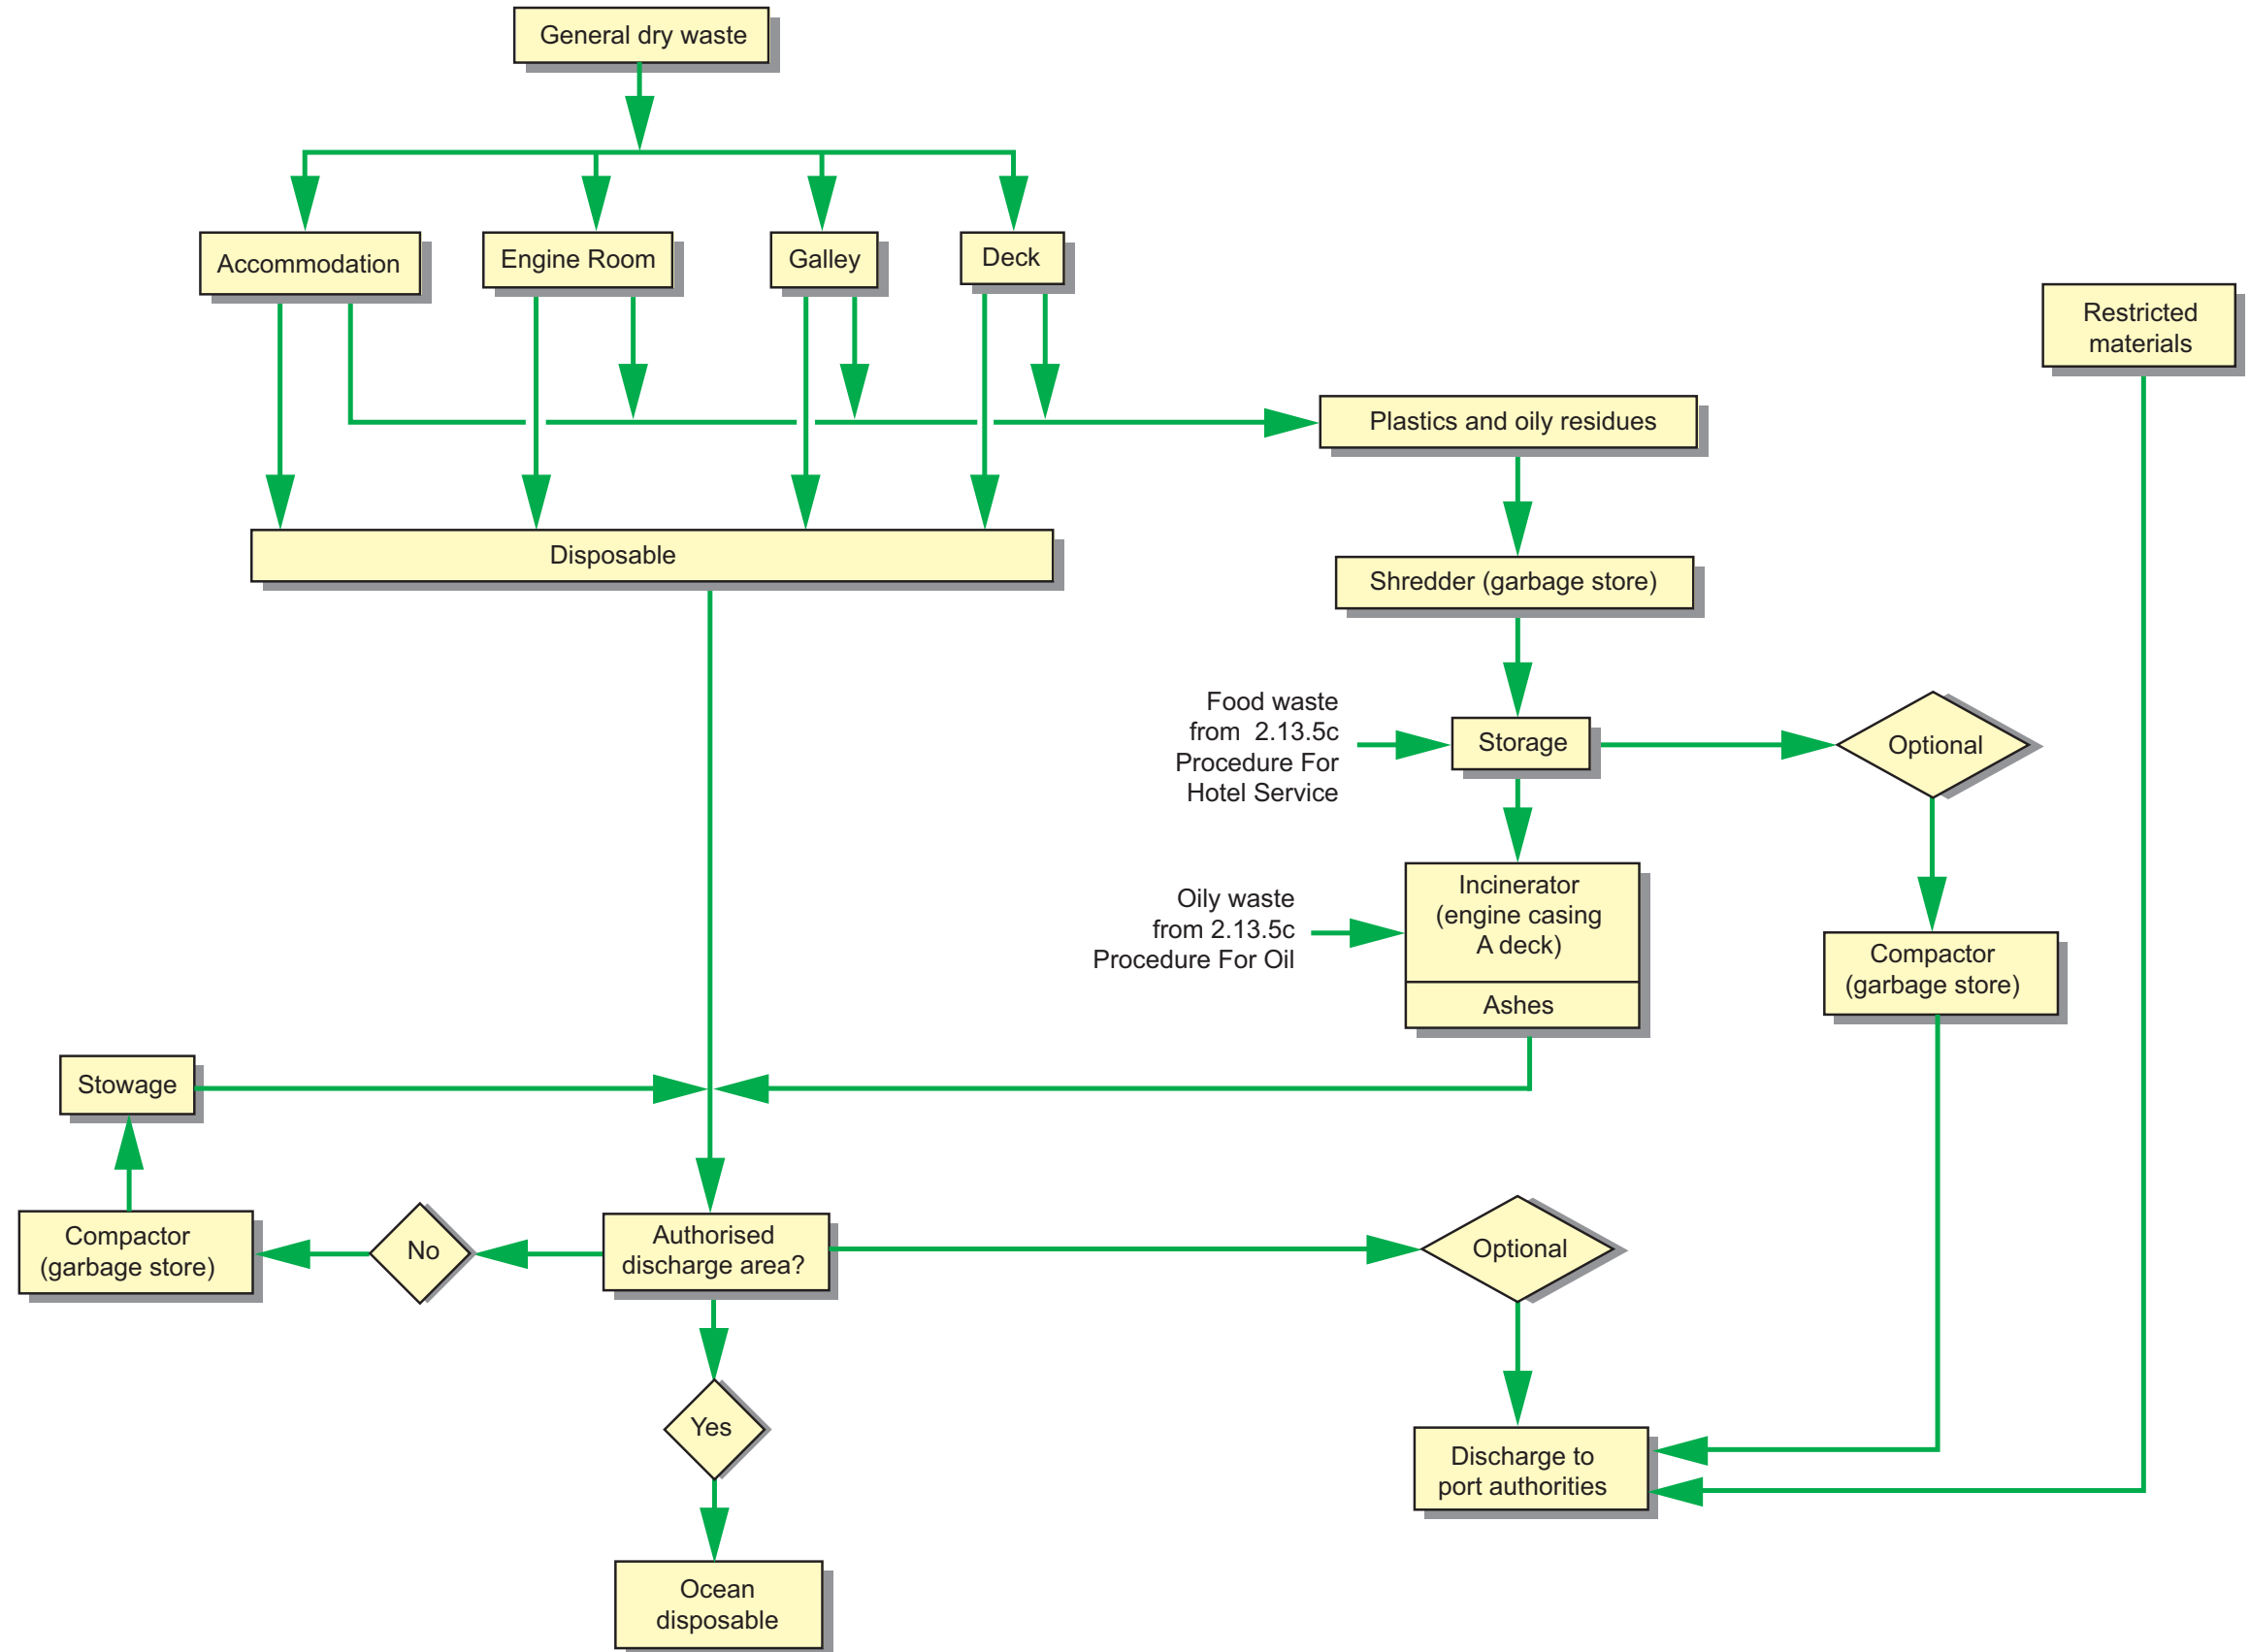 General dry waste
Accommodation
Engine Room
Galley
Deck
Restricted
materials
Plastics and oily residues
Disposable
Shredder (garbage store)
Food waste
from 2.13.5c
Procedure For
Hotel Service
Storage
Optional
Oily waste
from 2.13.5c
Procedure For Oil
Incinerator
(engine casing
A deck)
Ashes
Compactor
(garbage store)
Stowage
Compactor
(garbage store)
No
Authorised
discharge area?
Optional
Yes
Discharge to
port authorities
Ocean
disposable